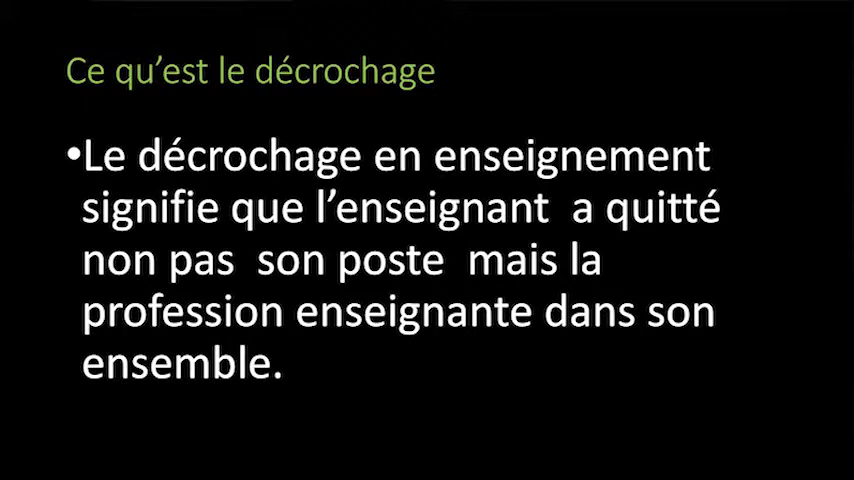 Ce qu’est le décrochage
•Le décrochage en enseignement
signifie que l’enseignant  a quitté
non pas  son poste  mais la
profession enseignante dans son
ensemble.